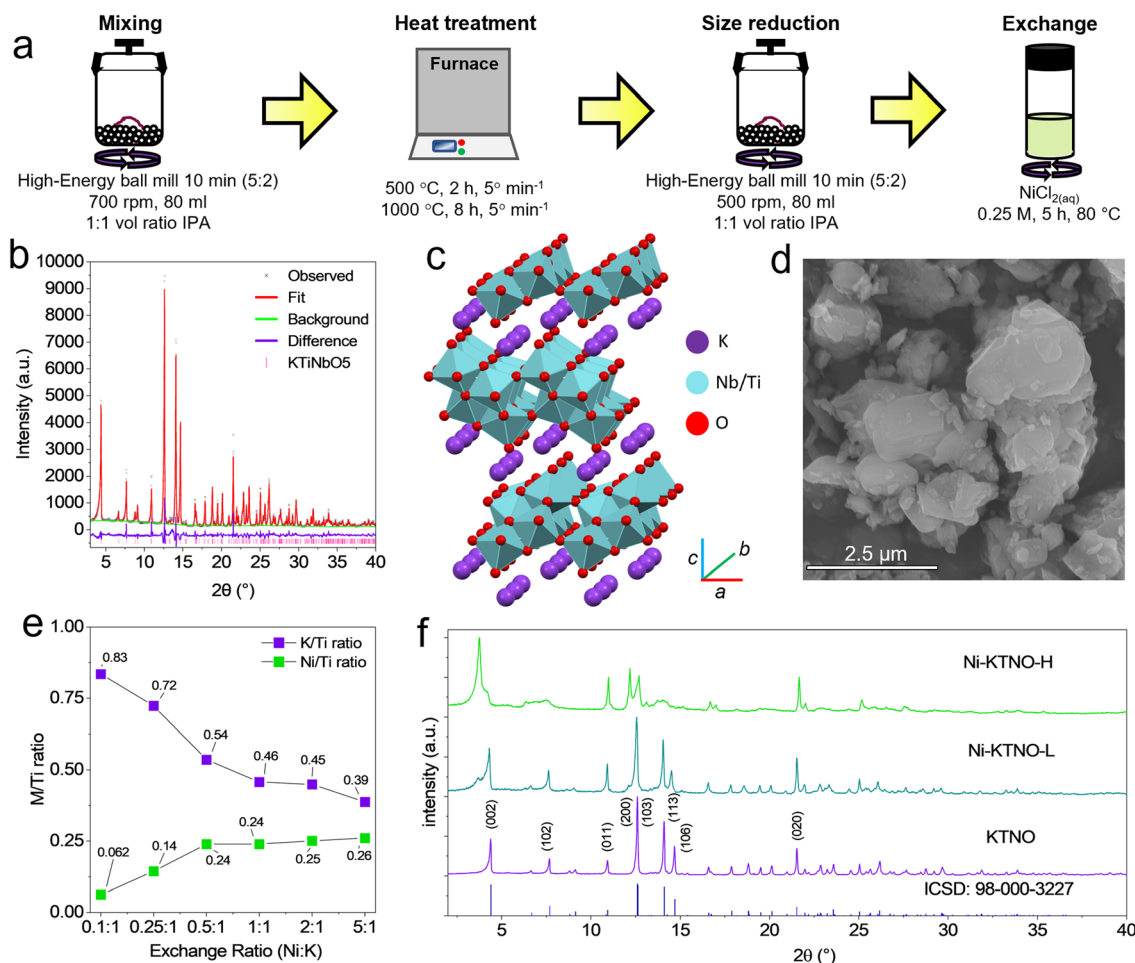 a
Mixing
Heat treatment
Size reduction
Exchange
Furnace
High-Energy ball mill 10 min (5:2)
700 rpm, 80 ml
1:1 vol ratio IPA
500 °C, 2 h, 5° min⁻¹
1000 °C, 8 h, 5° min⁻¹
High-Energy ball mill 10 min (5:2)
500 rpm, 80 ml
1:1 vol ratio IPA
NiCl₂₍aq₎
0.25 M, 5 h, 80 °C
b
10000
9000
8000
7000
6000
5000
4000
3000
2000
1000
0
Intensity (a.u.)
Observed
Fit
Background
Difference
KTiNbO5
5 10 15 20 25 30 35 40
2θ (°)
c
K
Nb/Ti
O
c
b
a
d
2.5 µm
e
1.00
0.75
0.50
0.25
0.00
M/Ti ratio
K/Ti ratio
Ni/Ti ratio
0.83
0.72
0.54
0.46
0.45
0.39
0.062
0.14
0.24
0.24
0.25
0.26
0.1:1 0.25:1 0.5:1 1:1 2:1 5:1
Exchange Ratio (Ni:K)
f
intensity (a.u.)
Ni-KTNO-H
Ni-KTNO-L
KTNO
ICSD: 98-000-3227
(002)
(102)
(011)
(200)
(103)
(113)
(106)
(020)
5 10 15 20 25 30 35 40
2θ (°)